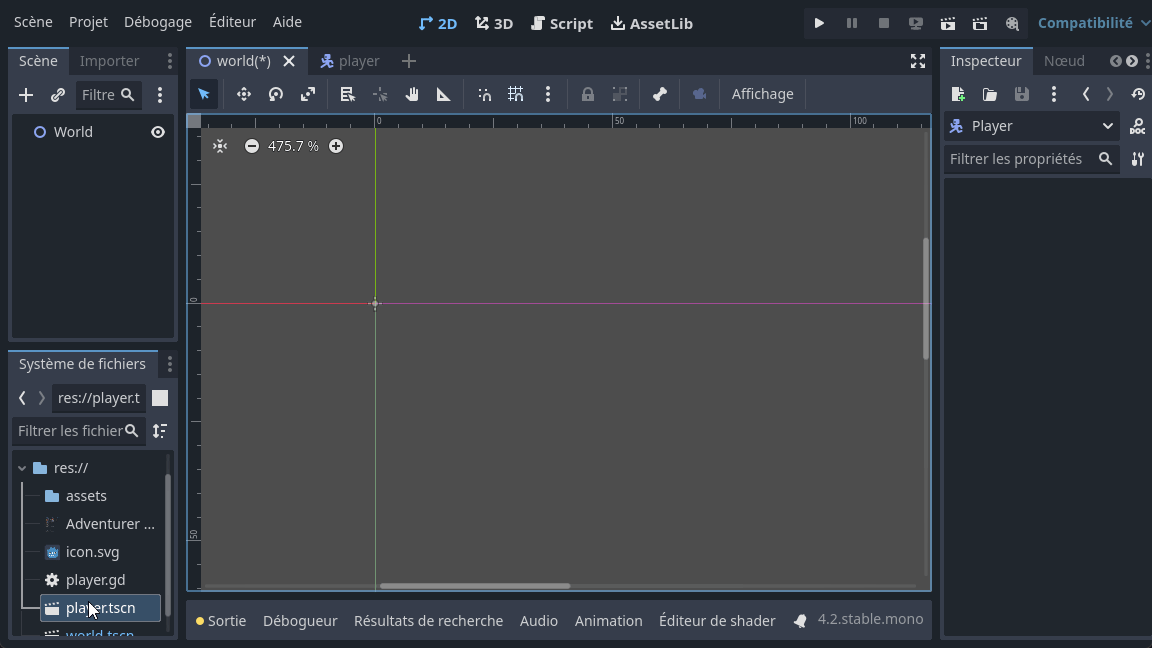 Scène Projet Débogage Éditeur Aide 2D 3D Script AssetLib Compatibilité
Scène Importer world(*) player Inspecteur Nœud
Filtre Affichage
World
475.7 %
0 50 100
0
50
Player
Filtrer les propriétés
Système de fichiers
res://player.t
Filtrer les fichier
res://
assets
Adventurer ...
icon.svg
player.gd
player.tscn
world.tscn
Sortie Débogueur Résultats de recherche Audio Animation Éditeur de shader 4.2.stable.mono